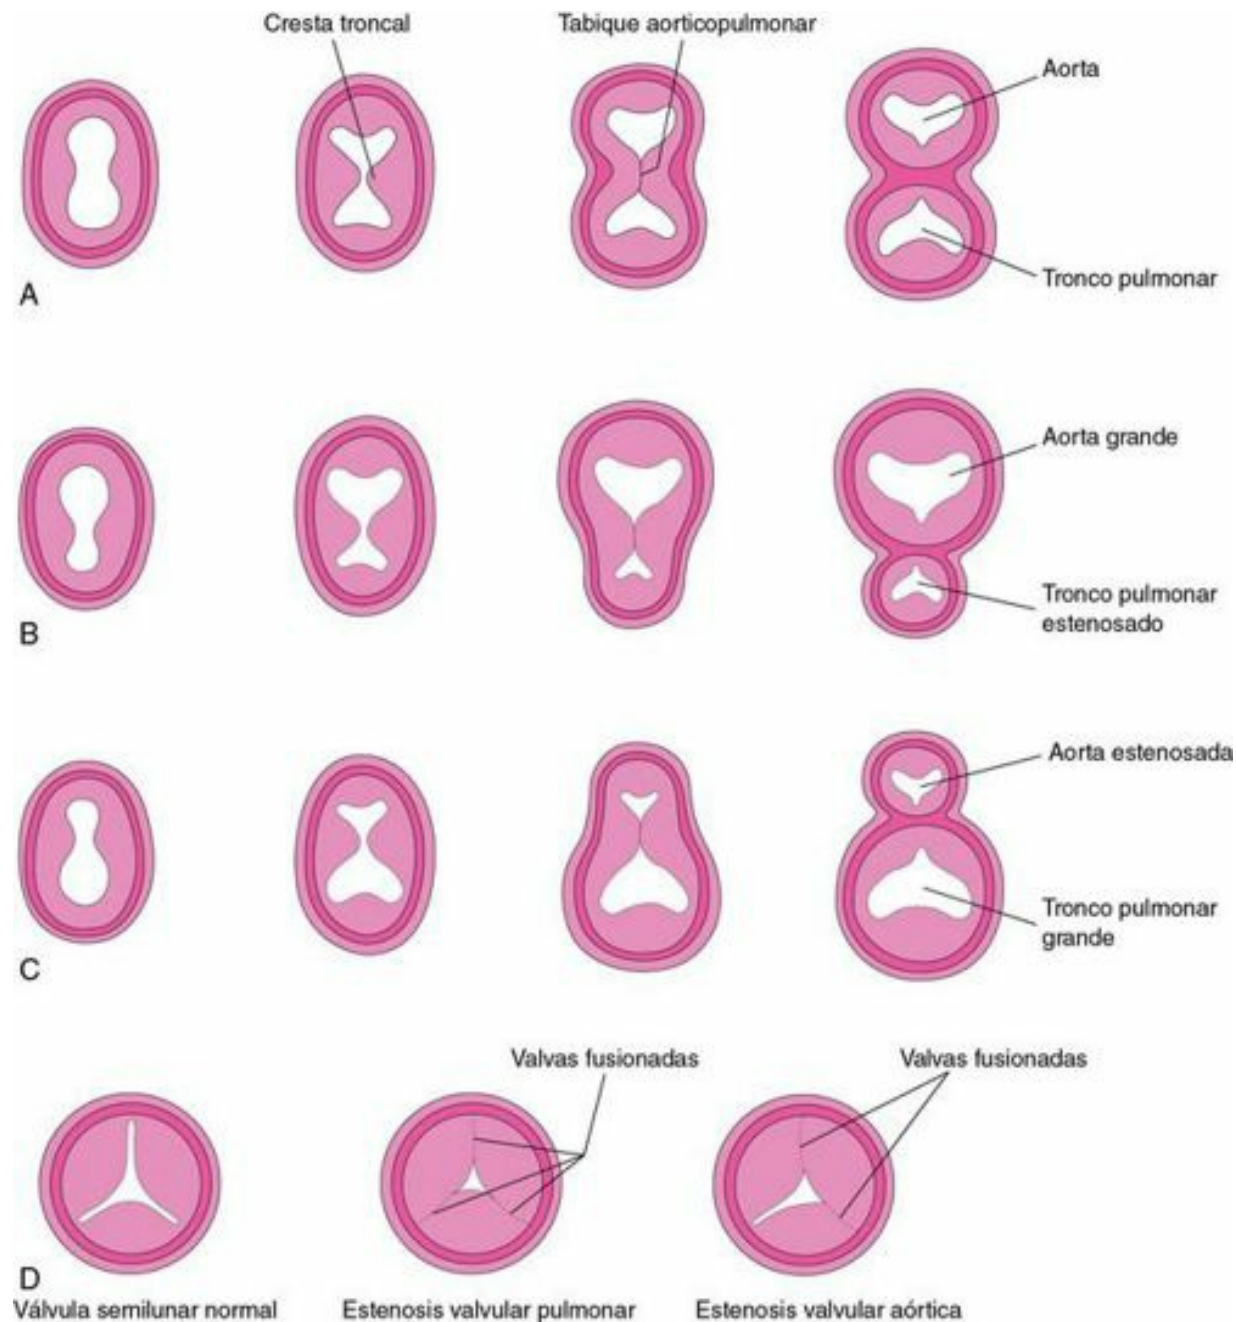 Cresta troncal
Tabique aorticopulmonar
Aorta
Tronco pulmonar
A
Aorta grande
Tronco pulmonar
estenosado
B
Aorta estenosada
Tronco pulmonar
grande
C
Valvas fusionadas
Valvas fusionadas
D
Válvula semilunar normal
Estenosis valvular pulmonar
Estenosis valvular aórtica